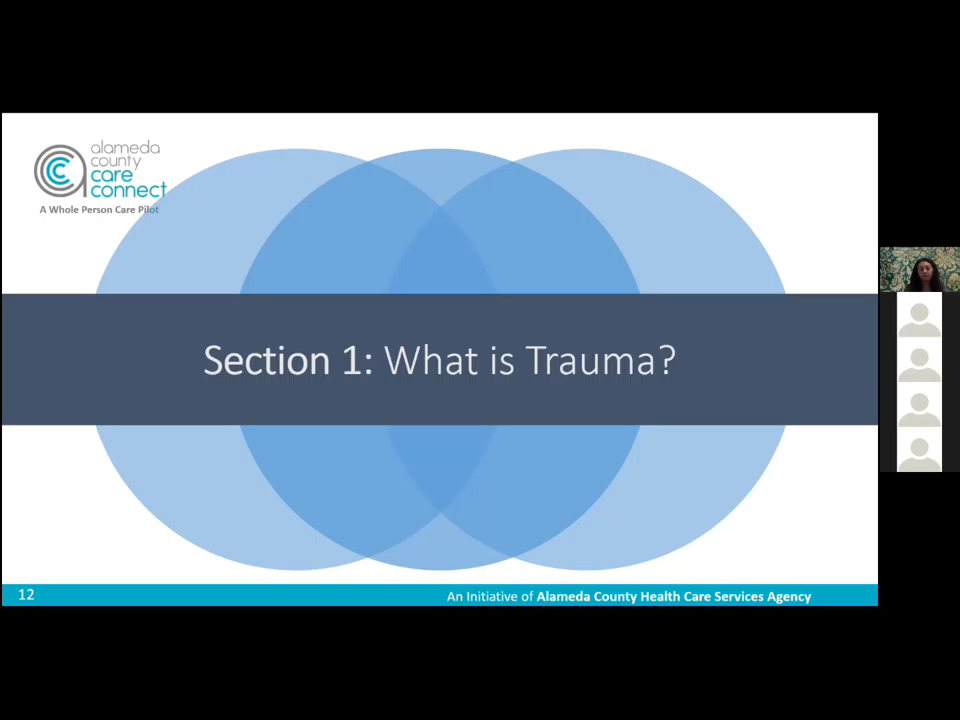 alameda
county
care
connect
A Whole Person Care Pilot
Section 1: What is Trauma?
12
An Initiative of Alameda County Health Care Services Agency